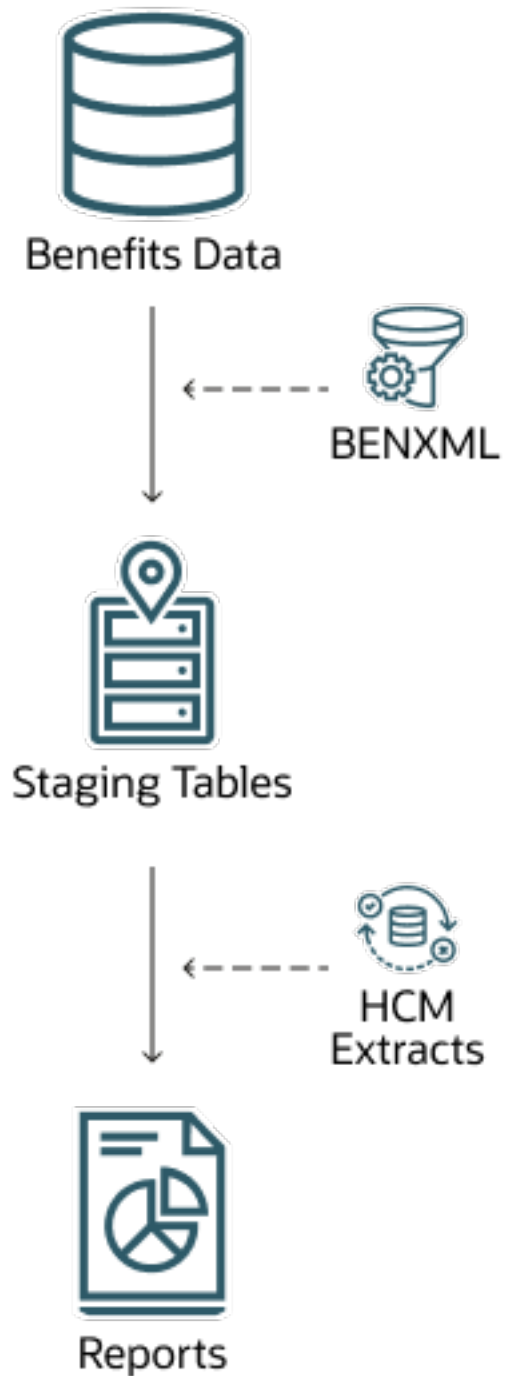 Benefits Data
BENXML
Staging Tables
HCM
Extracts
Reports